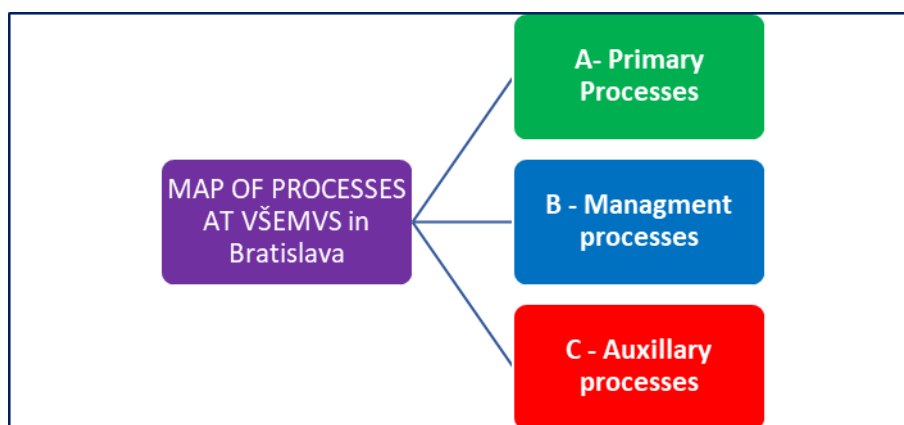 MAP OF PROCESSES
AT VŠEMVS in
Bratislava
A- Primary
Processes
B - Managment
processes
C - Auxillary
processes